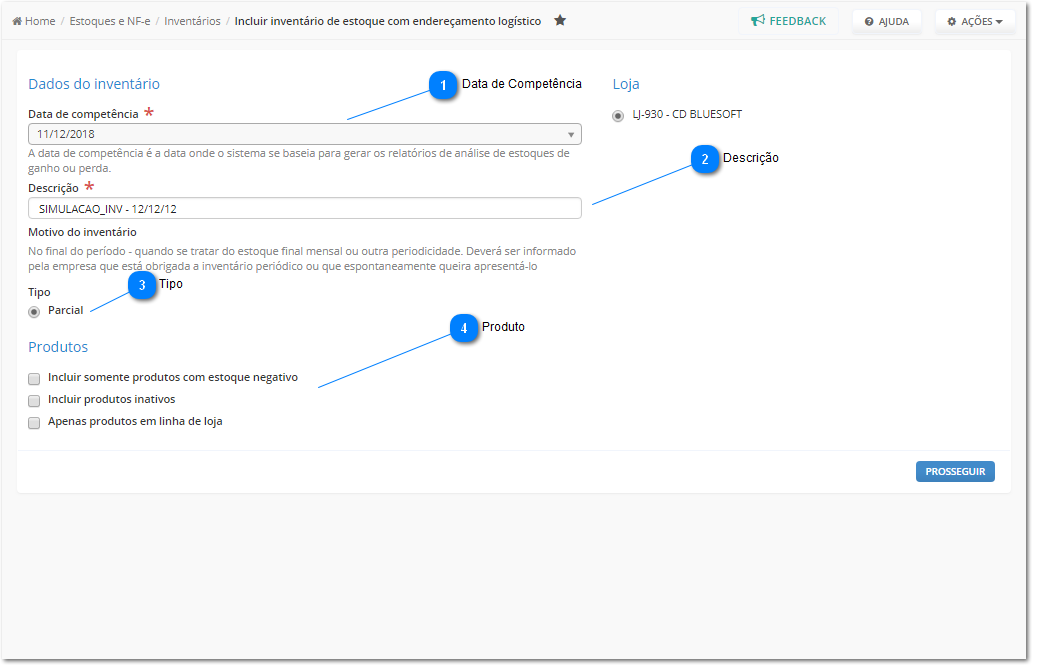 Home / Estoques e NF-e / Inventários / Incluir inventário de estoque com endereçamento logístico
FEEDBACK
AJUDA
AÇÕES
Dados do inventário
1 Data de Competência
Data de competência *
11/12/2018
A data de competência é a data onde o sistema se baseia para gerar os relatórios de análise de estoques de
ganho ou perda.
Descrição *
SIMULACAO_INV - 12/12/12
Motivo do inventário
No final do período - quando se tratar do estoque final mensal ou outra periodicidade. Deverá ser informado
pela empresa que está obrigada a inventário periódico ou que espontaneamente queira apresentá-lo
3 Tipo
Tipo
Parcial
4 Produto
Produtos
Incluir somente produtos com estoque negativo
Incluir produtos inativos
Apenas produtos em linha de loja
Loja
LJ-930 - CD BLUESOFT
2 Descrição
PROSSEGUIR